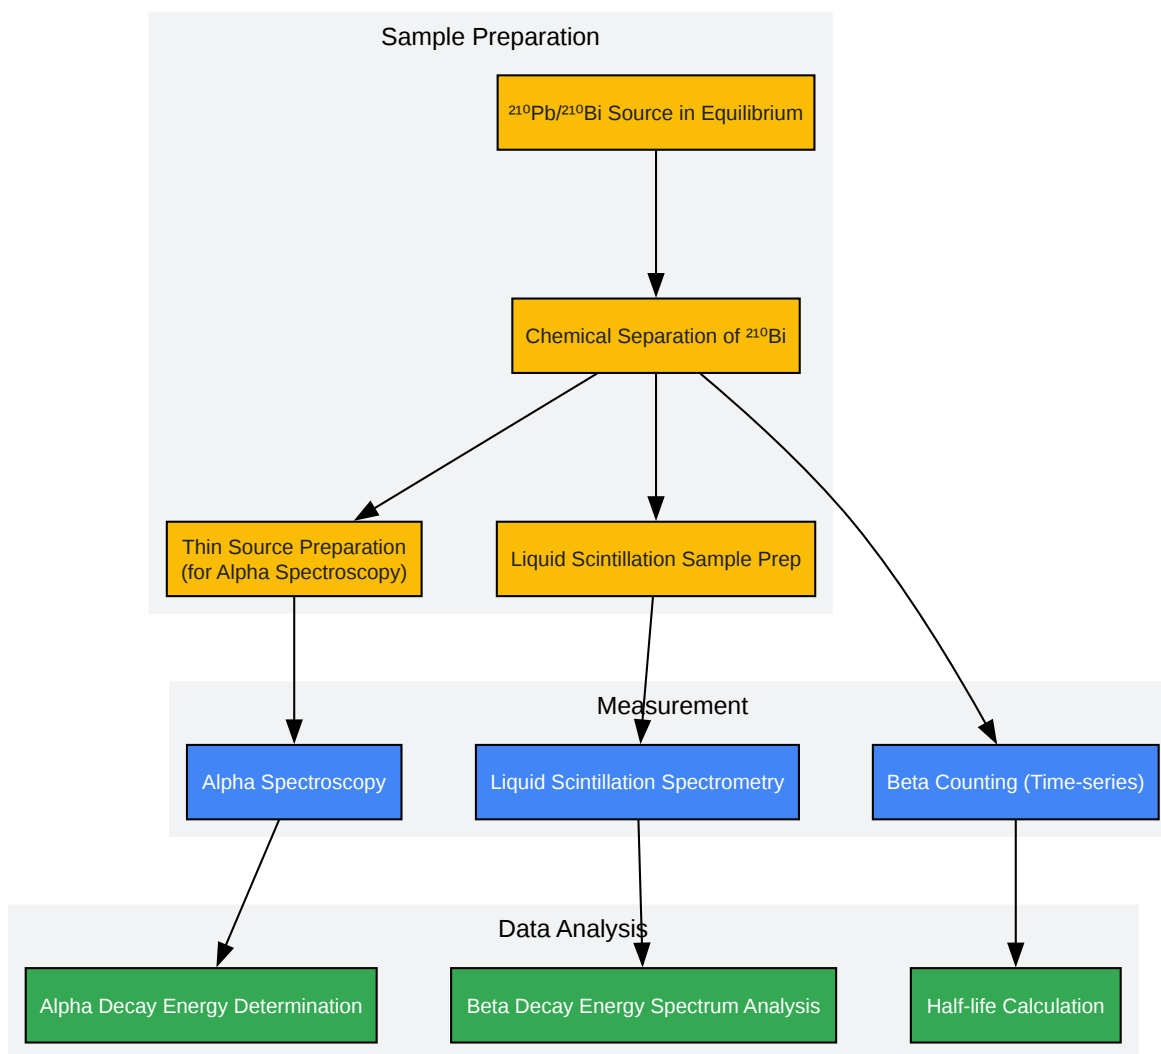 Sample Preparation
²¹⁰Pb/²¹⁰Bi Source in Equilibrium
Chemical Separation of ²¹⁰Bi
Thin Source Preparation
(for Alpha Spectroscopy)
Liquid Scintillation Sample Prep
Measurement
Alpha Spectroscopy
Liquid Scintillation Spectrometry
Beta Counting (Time-series)
Data Analysis
Alpha Decay Energy Determination
Beta Decay Energy Spectrum Analysis
Half-life Calculation